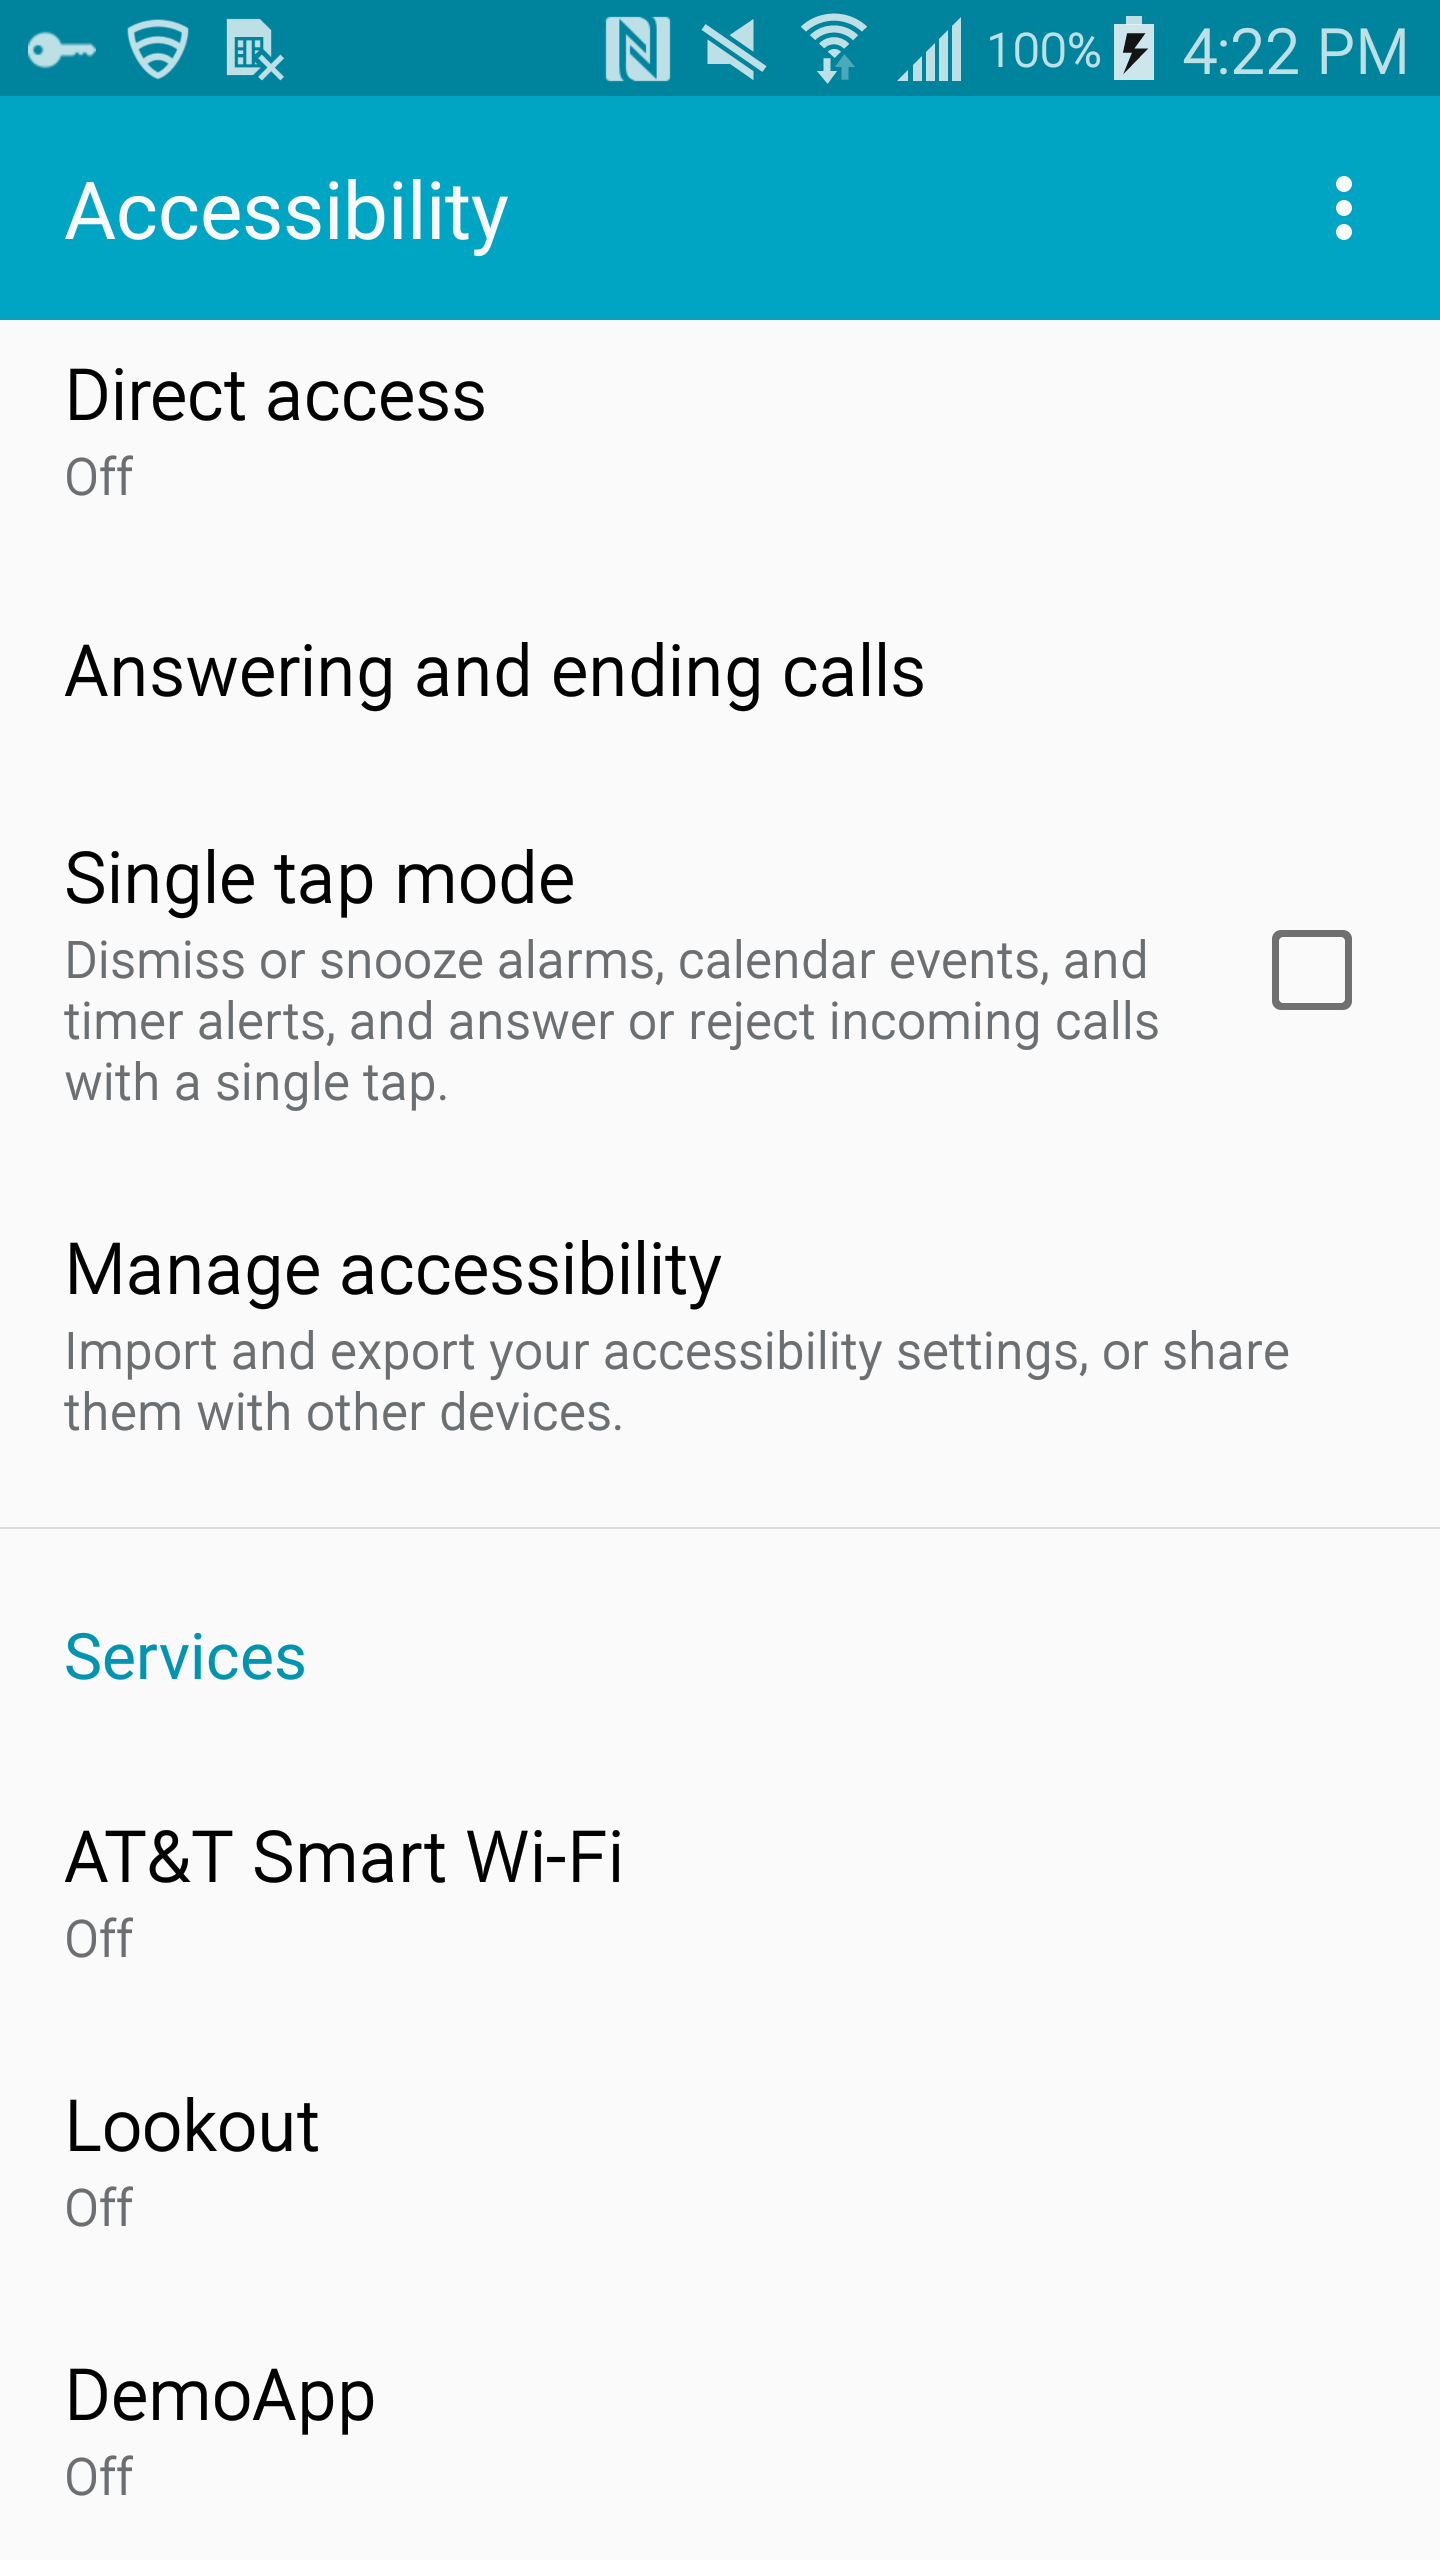 100% 4:22 PM
Accessibility
Direct access
Off
Answering and ending calls
Single tap mode
Dismiss or snooze alarms, calendar events, and
timer alerts, and answer or reject incoming calls
with a single tap.
Manage accessibility
Import and export your accessibility settings, or share
them with other devices.
Services
AT&T Smart Wi-Fi
Off
Lookout
Off
DemoApp
Off